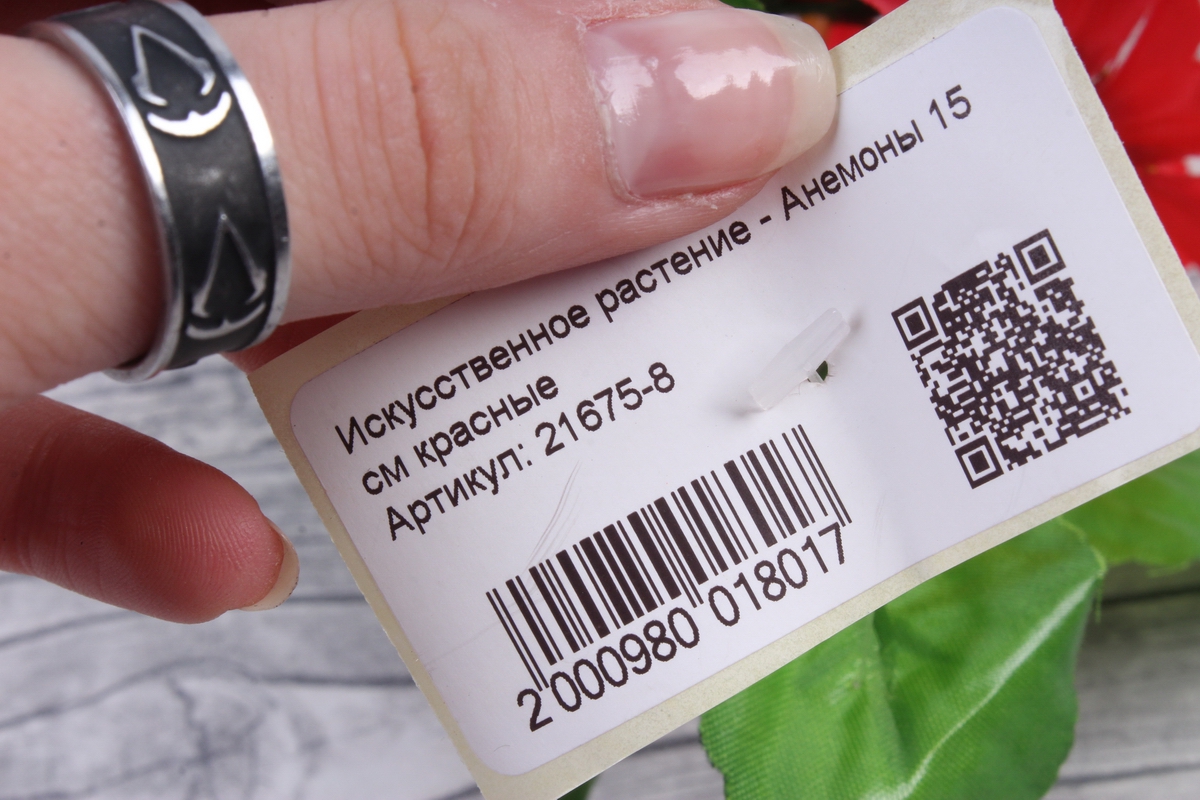 Искусственное растение - Анемоны 15
см красные
Артикул: 21675-8
2 000980 018017